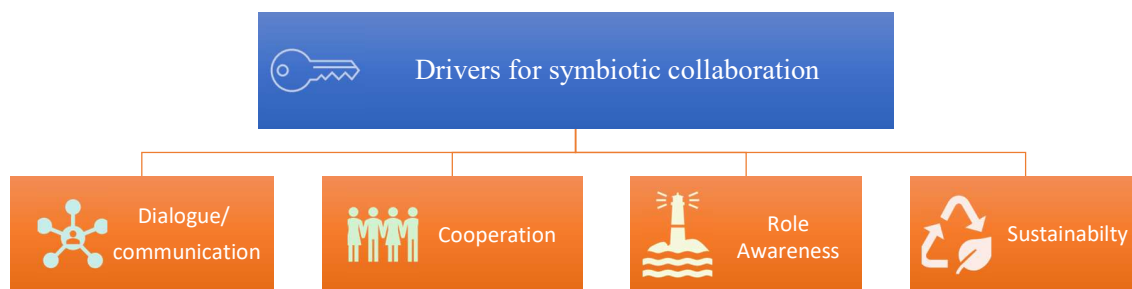 Drivers for symbiotic collaboration
Dialogue/
communication
Cooperation
Role
Awareness
Sustainabilty